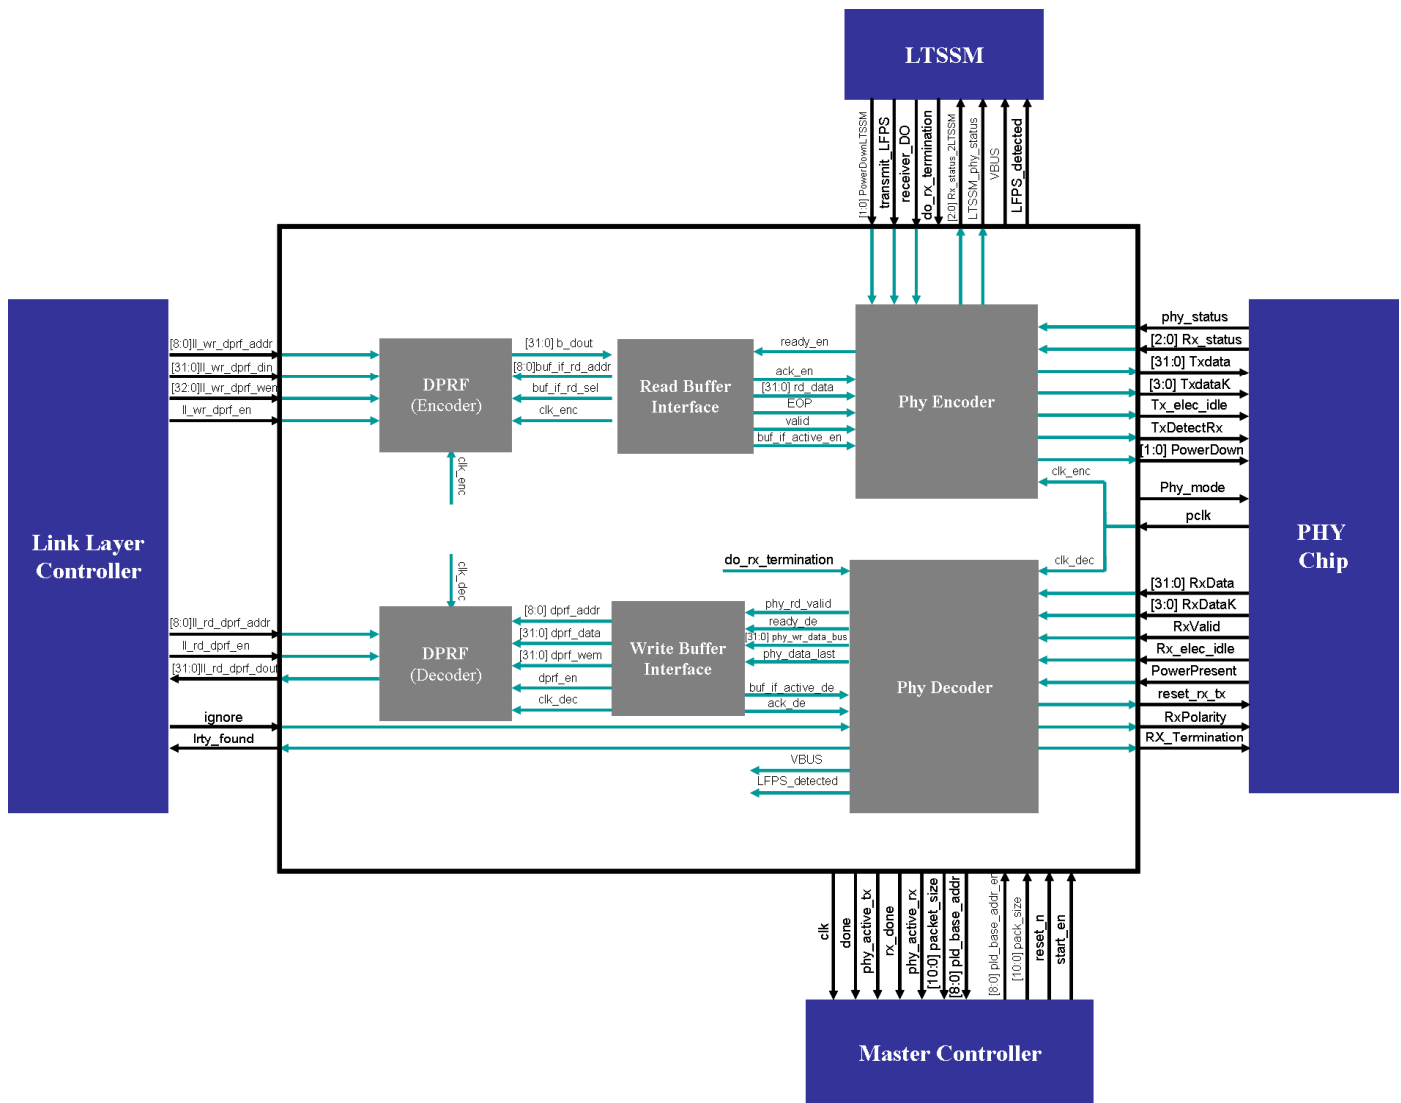 LTSSM
[1:0] PowerDownLTSSM
transmit_LFPS
receiver_DO
do_rx_termination
[2:0] Rx_status_2LTSSM
LTSSM_phy_status
VBUS
LFPS_detected
Link Layer
Controller
[8:0]ll_wr_dprf_addr
[31:0]ll_wr_dprf_din
[32:0]ll_wr_dprf_wen
ll_wr_dprf_en
DPRF
(Encoder)
clk_enc
[31:0] b_dout
[8:0]buf_if_rd_addr
buf_if_rd_sel
clk_enc
Read Buffer
Interface
ready_en
ack_en
[31:0] rd_data
EOP
valid
buf_if_active_en
Phy Encoder
phy_status
[2:0] Rx_status
[31:0] Txdata
[3:0] TxdataK
Tx_elec_idle
TxDetectRx
[1:0] PowerDown
clk_enc
Phy_mode
pclk
clk_dec
PHY
Chip
[8:0]ll_rd_dprf_addr
ll_rd_dprf_en
[31:0]ll_rd_dprf_dout
ignore
lrty_found
clk_dec
DPRF
(Decoder)
[8:0] dprf_addr
[31:0] dprf_data
[31:0] dprf_wem
dprf_en
clk_dec
Write Buffer
Interface
do_rx_termination
phy_rd_valid
ready_de
[31:0] phy_wr_data_bus
phy_data_last
buf_if_active_de
ack_de
VBUS
LFPS_detected
Phy Decoder
[31:0] RxData
[3:0] RxDataK
RxValid
Rx_elec_idle
PowerPresent
reset_rx_tx
RxPolarity
RX_Termination
clk
done
phy_active_tx
rx_done
phy_active_rx
[10:0] packet_size
[8:0] pld_base_addr
[8:0] pld_base_addr_en
[10:0] pack_size
reset_n
start_en
Master Controller